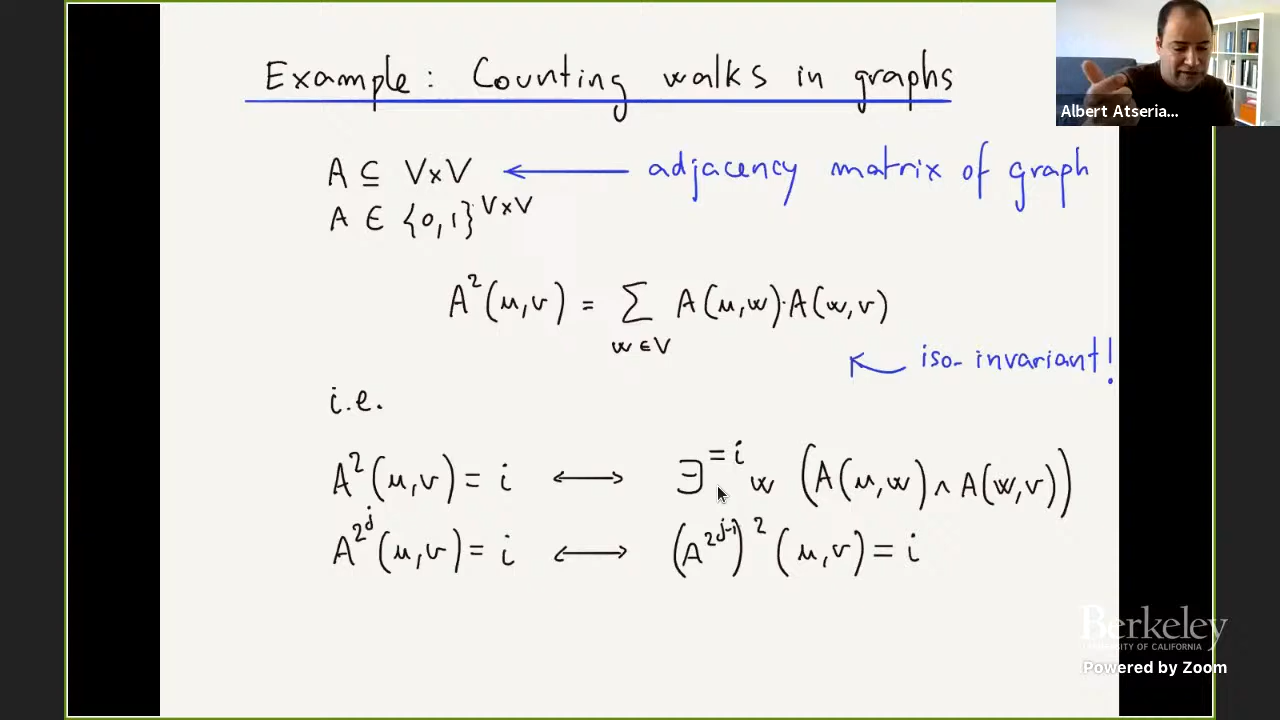 Example: Counting walks in graphs
A ⊆ V×V ← adjacency matrix of graph
A ∈ {0,1}^{V×V}
A²(u,v) = ∑_{w∈V} A(u,w)·A(w,v)
← iso-invariant!
i.e.
A²(u,v) = i ⟷ ∃^{=i} w (A(u,w) ∧ A(w,v))
A^{2^j}(u,v) = i ⟷ (A^{2^{j-1}})²(u,v) = i
Albert Atseria...
Berkeley
UNIVERSITY OF CALIFORNIA
Powered by Zoom